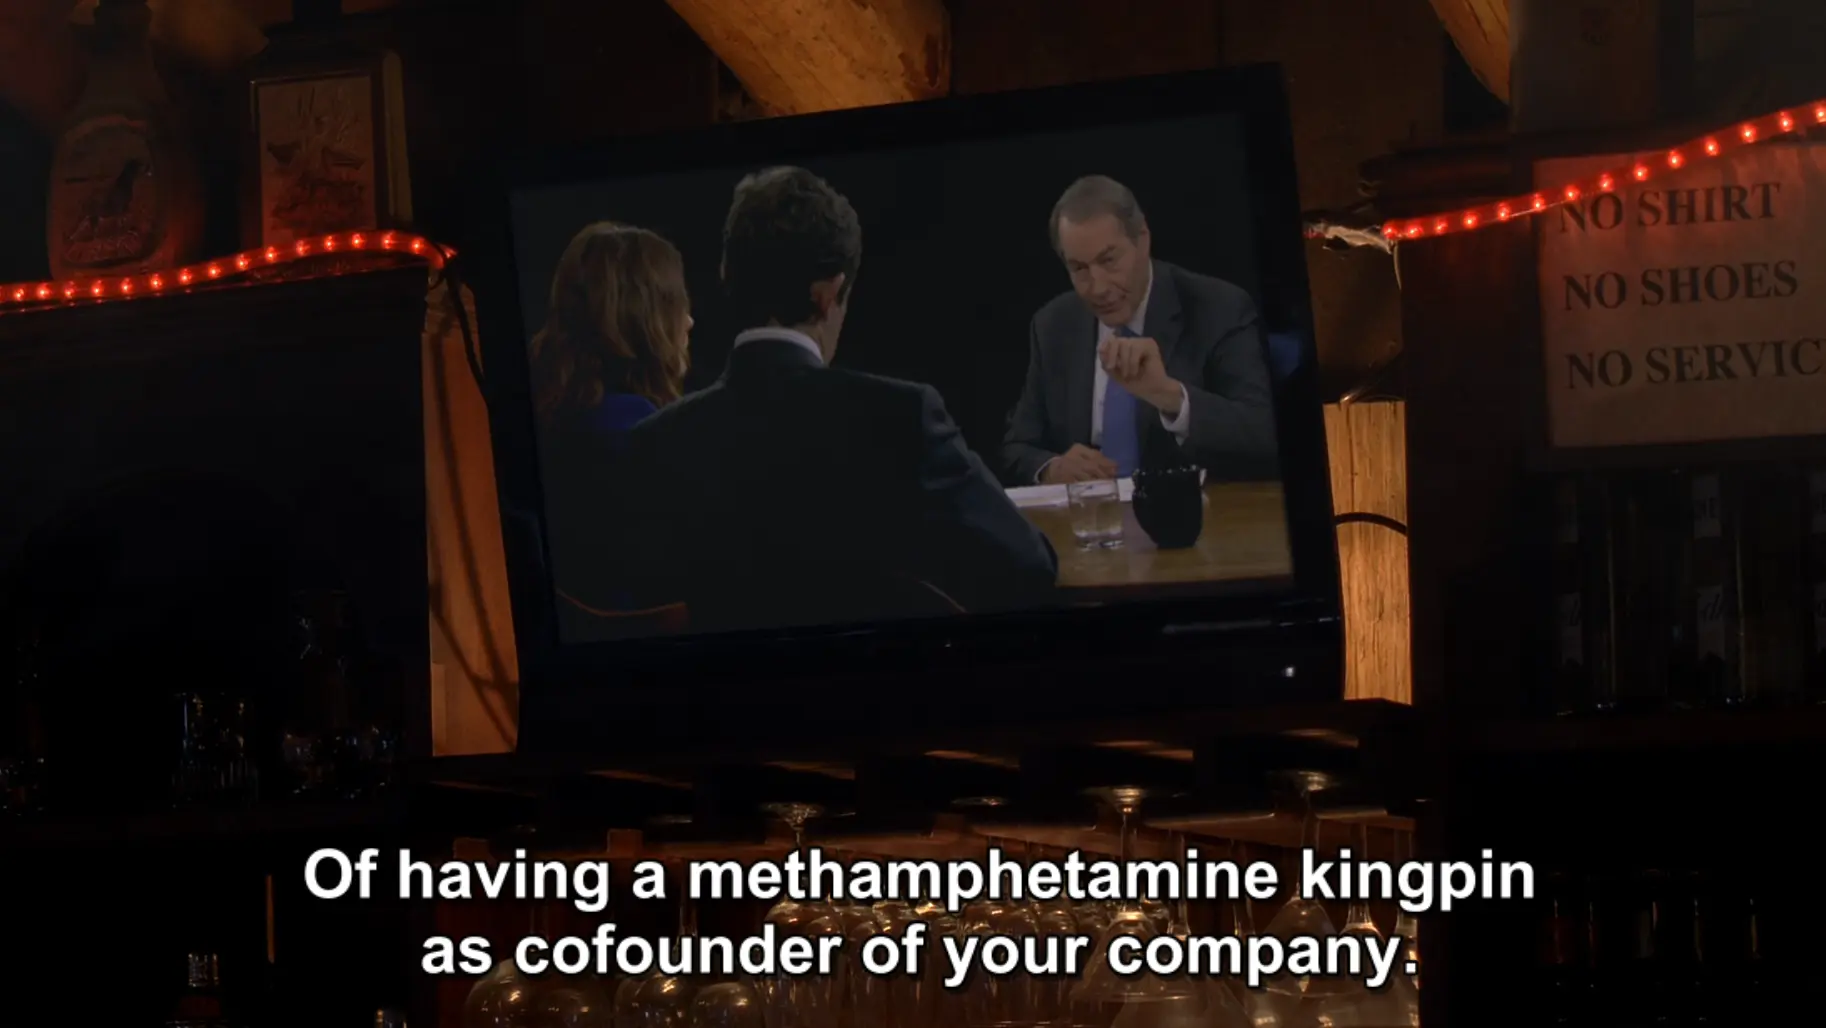 NO SHIRT
NO SHOES
NO SERVIC
Of having a methamphetamine kingpin
as cofounder of your company.